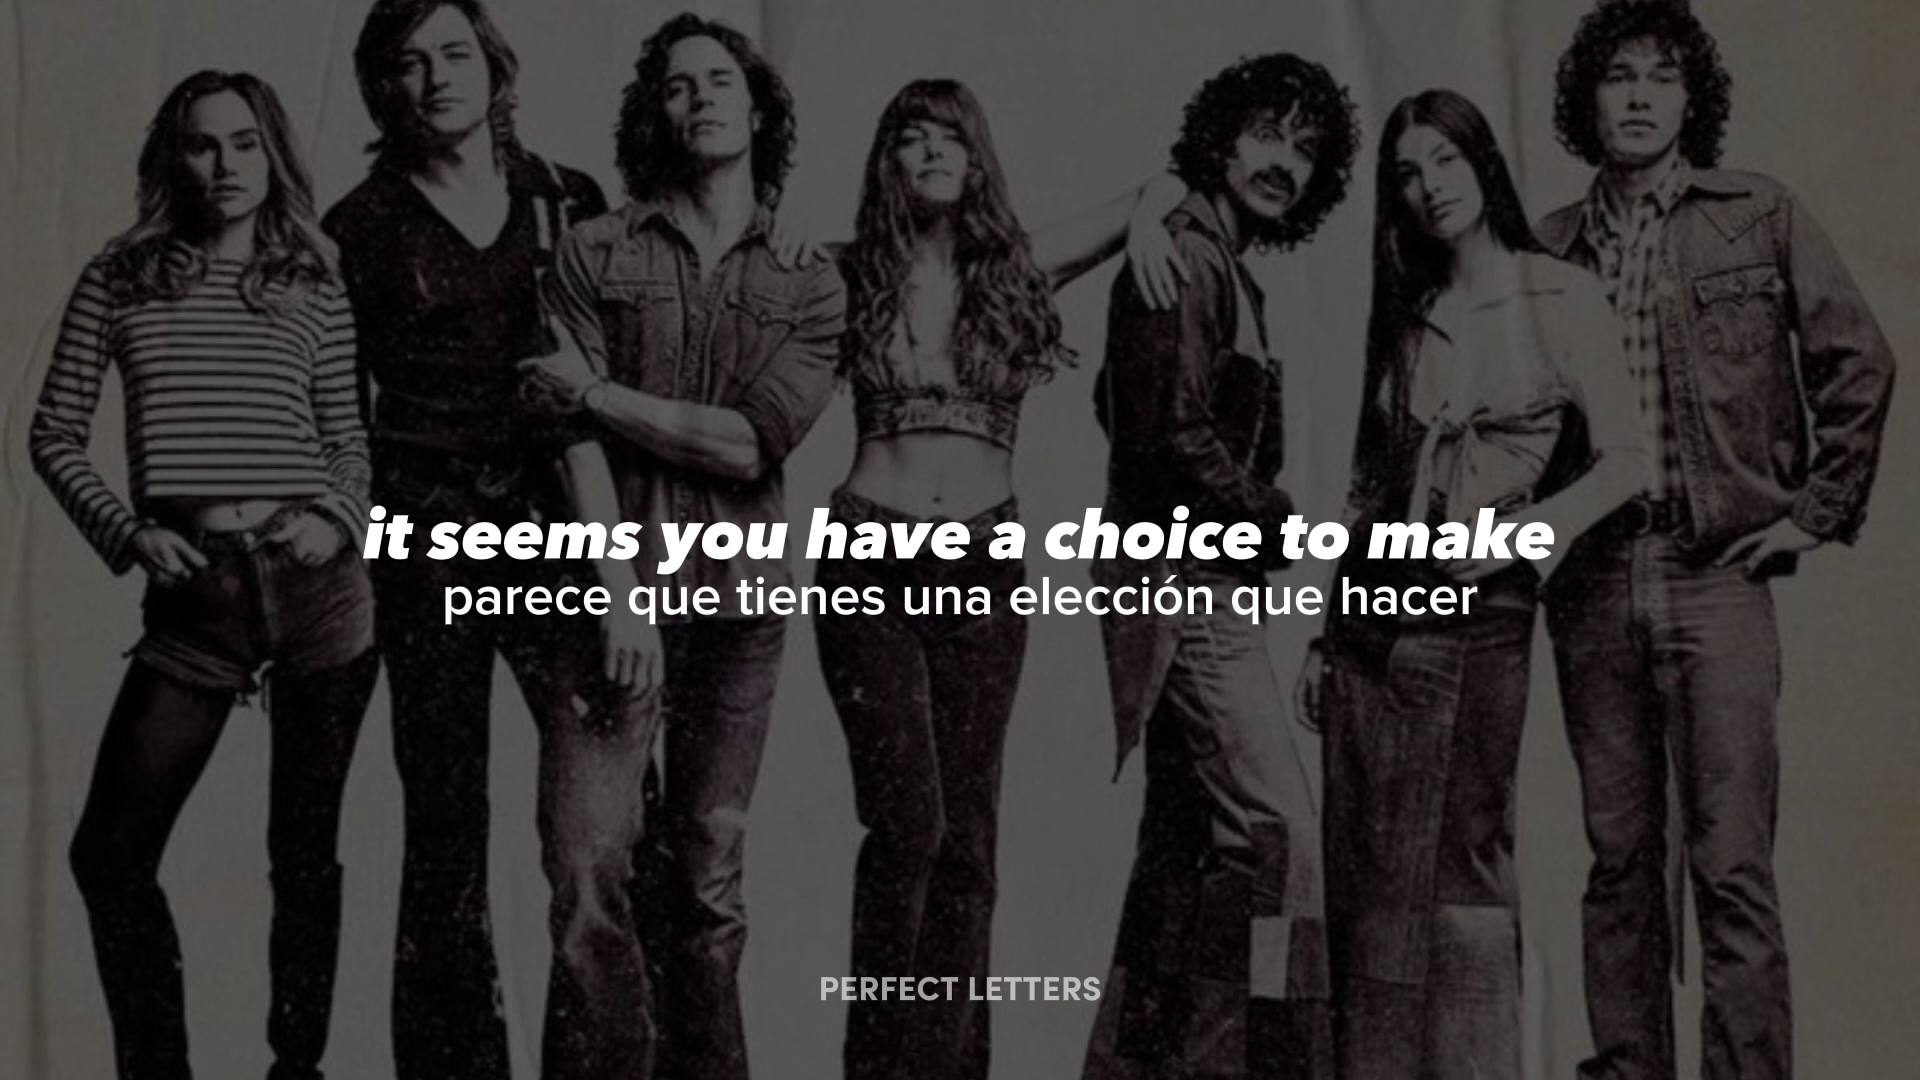 it seems you have a choice to make
parece que tienes una elección que hacer
PERFECT LETTERS